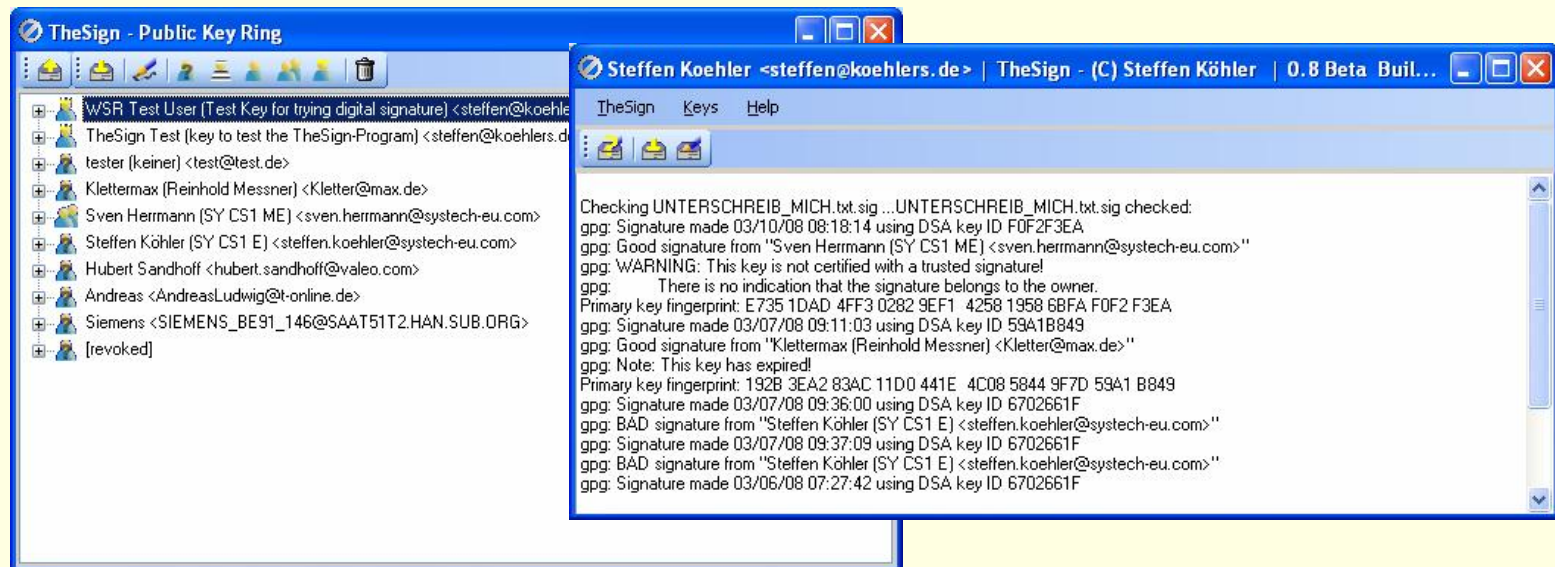 TheSign - Public Key Ring
WSR Test User (Test Key for trying digital signature) <steffen@koehle
TheSign Test (key to test the TheSign-Program) <steffen@koehlers.d
tester (keiner) <test@test.de>
Klettermax (Reinhold Messner) <Kletter@max.de>
Sven Herrmann (SY CS1 ME) <sven.herrmann@systech-eu.com>
Steffen Köhler (SY CS1 E) <steffen.koehler@systech-eu.com>
Hubert Sandhoff <hubert.sandhoff@valeo.com>
Andreas <AndreasLudwig@t-online.de>
Siemens <SIEMENS_BE91_146@SAAT51T2.HAN.SUB.ORG>
[revoked]
Steffen Koehler <steffen@koehlers.de> | TheSign - (C) Steffen Köhler | 0.8 Beta Buil...
TheSign Keys Help
Checking UNTERSCHREIB_MICH.txt.sig ...UNTERSCHREIB_MICH.txt.sig checked:
gpg: Signature made 03/10/08 08:18:14 using DSA key ID F0F2F3EA
gpg: Good signature from "Sven Herrmann (SY CS1 ME) <sven.herrmann@systech-eu.com>"
gpg: WARNING: This key is not certified with a trusted signature!
gpg: There is no indication that the signature belongs to the owner.
Primary key fingerprint: E735 1DAD 4FF3 0282 9EF1 4258 1958 6BFA F0F2 F3EA
gpg: Signature made 03/07/08 09:11:03 using DSA key ID 59A1B849
gpg: Good signature from "Klettermax (Reinhold Messner) <Kletter@max.de>"
gpg: Note: This key has expired!
Primary key fingerprint: 192B 3EA2 83AC 11D0 441E 4C08 5844 9F7D 59A1 B849
gpg: Signature made 03/07/08 09:36:00 using DSA key ID 6702661F
gpg: BAD signature from "Steffen Köhler (SY CS1 E) <steffen.koehler@systech-eu.com>"
gpg: Signature made 03/07/08 09:37:09 using DSA key ID 6702661F
gpg: BAD signature from "Steffen Köhler (SY CS1 E) <steffen.koehler@systech-eu.com>"
gpg: Signature made 03/06/08 07:27:42 using DSA key ID 6702661F